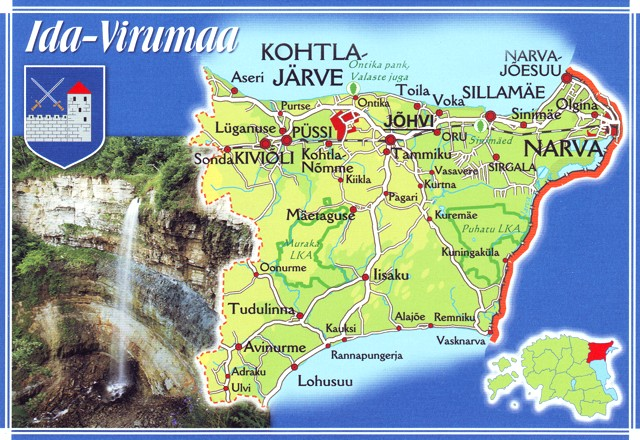 Ida-Virumaa
KOHTLA-
JÄRVE
Ontika pank,
Valaste juga
NARVA-
JÕESUU
Aseri
Purtse
Ontika
Toila
Voka
SILLAMÄE
Sinimäe
Olgina
Lüganuse
PÜSSI
JÕHVI
ORU
Sinimäed
NARVA
Sonda
KIVIÕLI
Kohtla-
Nõmme
Tammiku
SIRGALA
Kiikla
Vasavere
Kurtna
Pagari
Mäetaguse
Kuremäe
Puhatu LKA
Muraka
LKA
Kuningaküla
Oonurme
Iisaku
Tudulinna
Alajõe
Remniku
Vasknarva
Kauksi
Rannapungerja
Avinurme
Adraku
Ulvi
Lohusuu